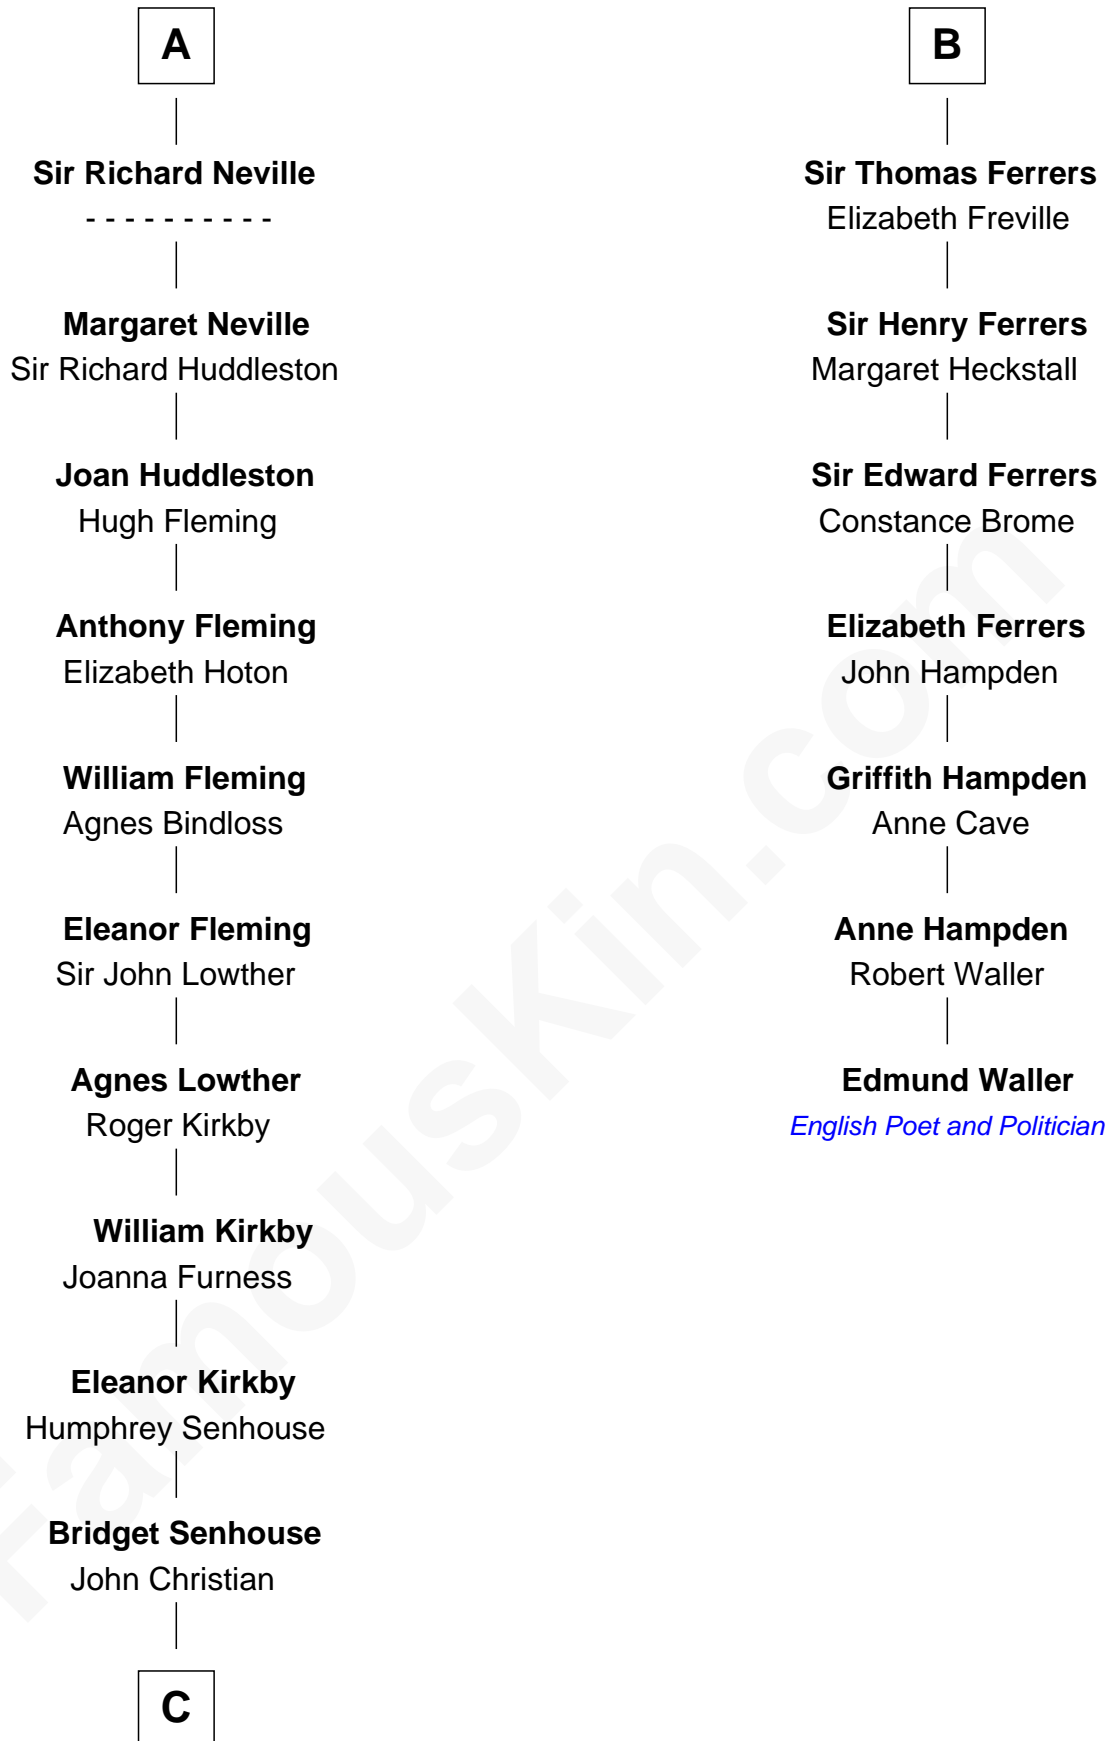 A
Sir Richard Neville
- - - - - - - - - -
Margaret Neville
Sir Richard Huddleston
Joan Huddleston
Hugh Fleming
Anthony Fleming
Elizabeth Hoton
William Fleming
Agnes Bindloss
Eleanor Fleming
Sir John Lowther
Agnes Lowther
Roger Kirkby
William Kirkby
Joanna Furness
Eleanor Kirkby
Humphrey Senhouse
Bridget Senhouse
John Christian
C
B
Sir Thomas Ferrers
Elizabeth Freville
Sir Henry Ferrers
Margaret Heckstall
Sir Edward Ferrers
Constance Brome
Elizabeth Ferrers
John Hampden
Griffith Hampden
Anne Cave
Anne Hampden
Robert Waller
Edmund Waller
English Poet and Politician
FamousKin.com